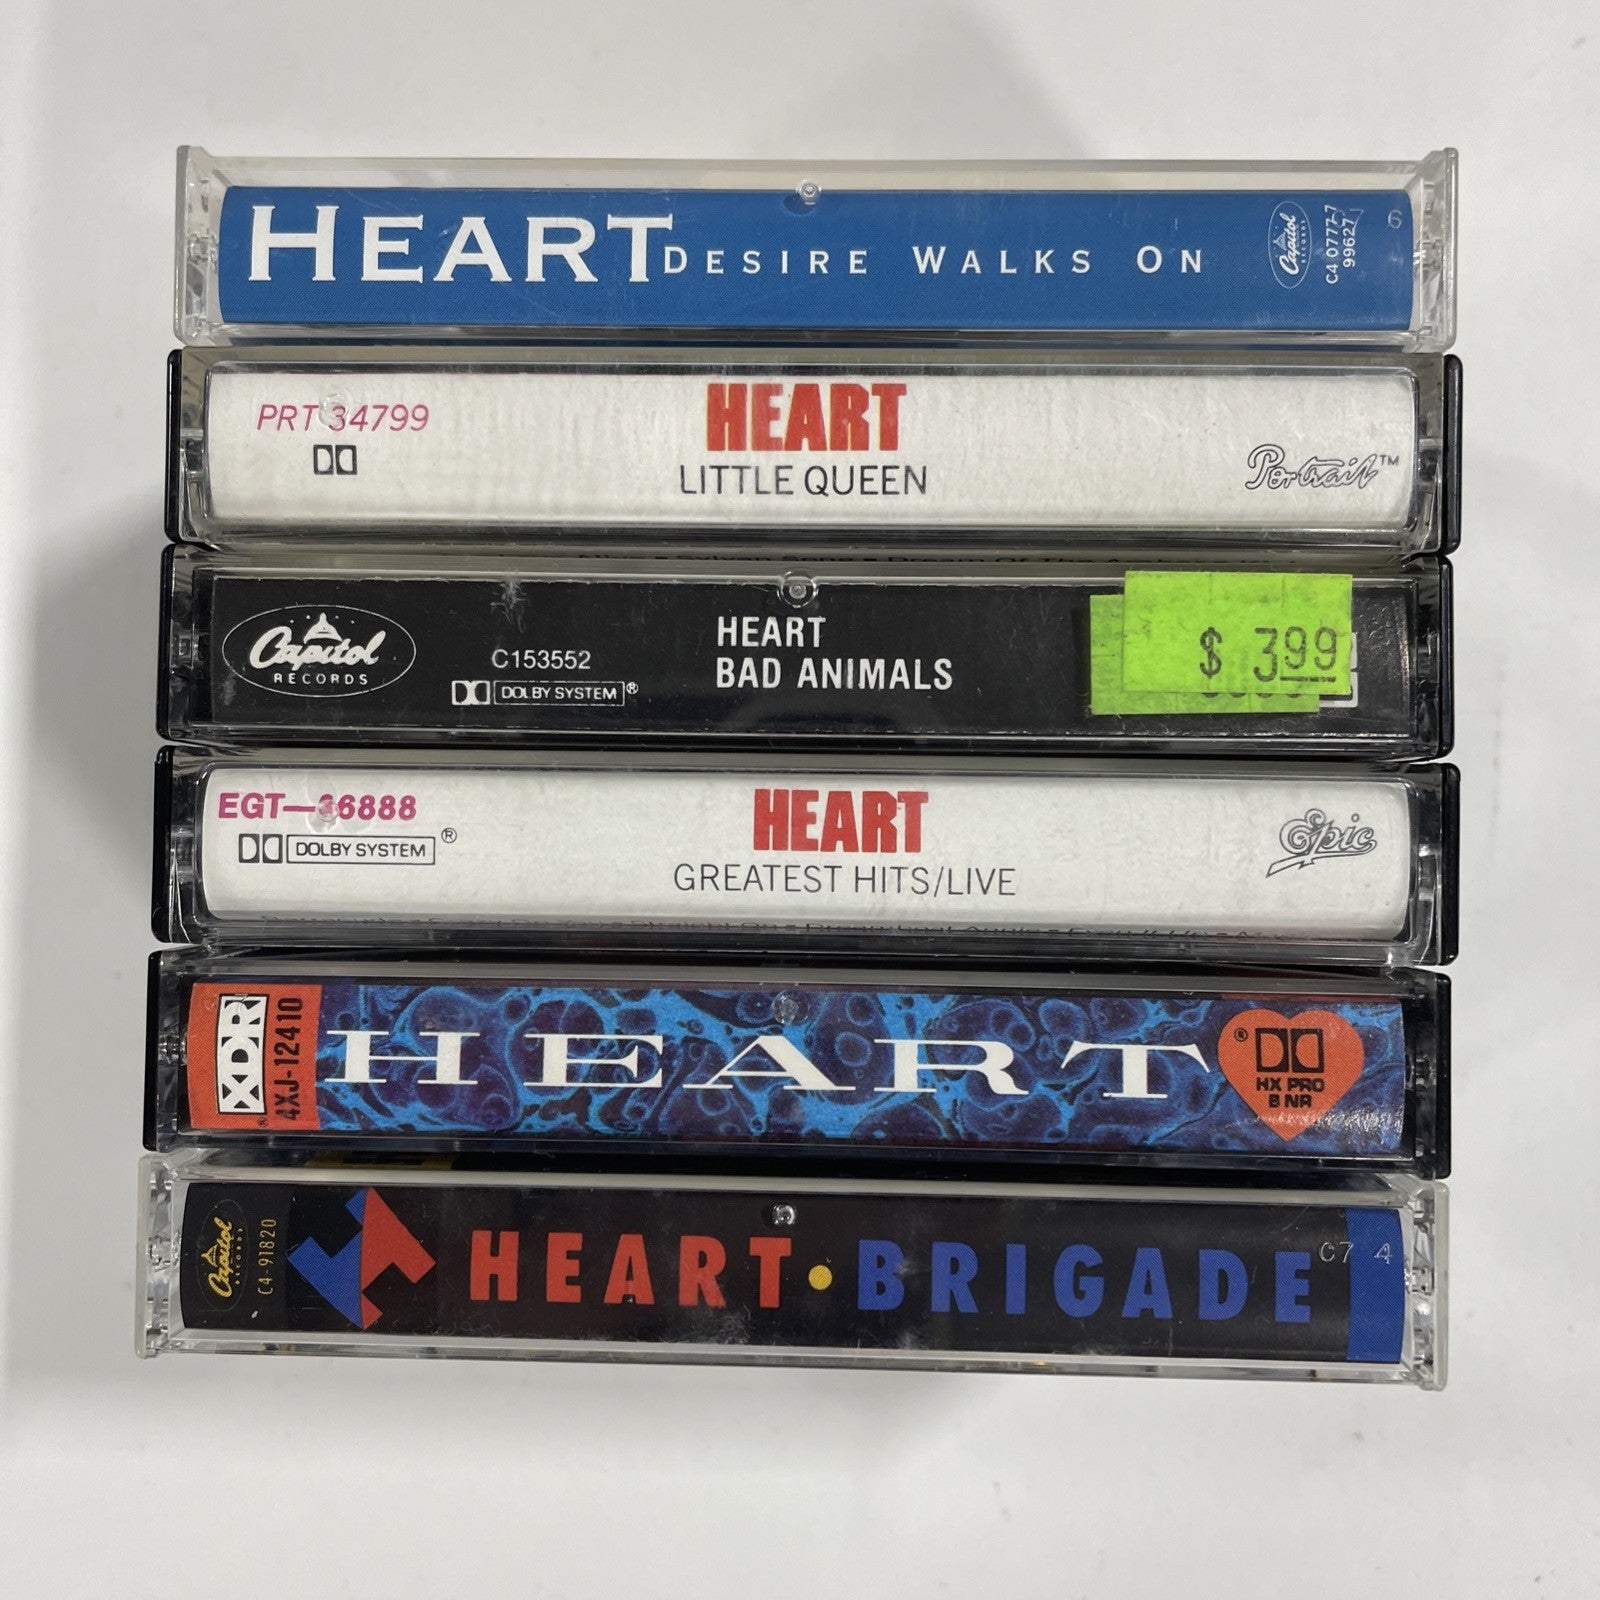 HEART DESIRE WALKS ON
Capitol
RECORDS
C4 0777-7
99627
6
PRT 34799
HEART
LITTLE QUEEN
Portrait™
Capitol
RECORDS
C153552
DOLBY SYSTEM®
HEART
BAD ANIMALS
$ 3.99
EGT—36888
DOLBY SYSTEM®
HEART
GREATEST HITS/LIVE
Epic
XDR®
4XJ-12410
HEART
®
HX PRO
B NR
Capitol
RECORDS
C4-91820
HEART • BRIGADE
C7 4